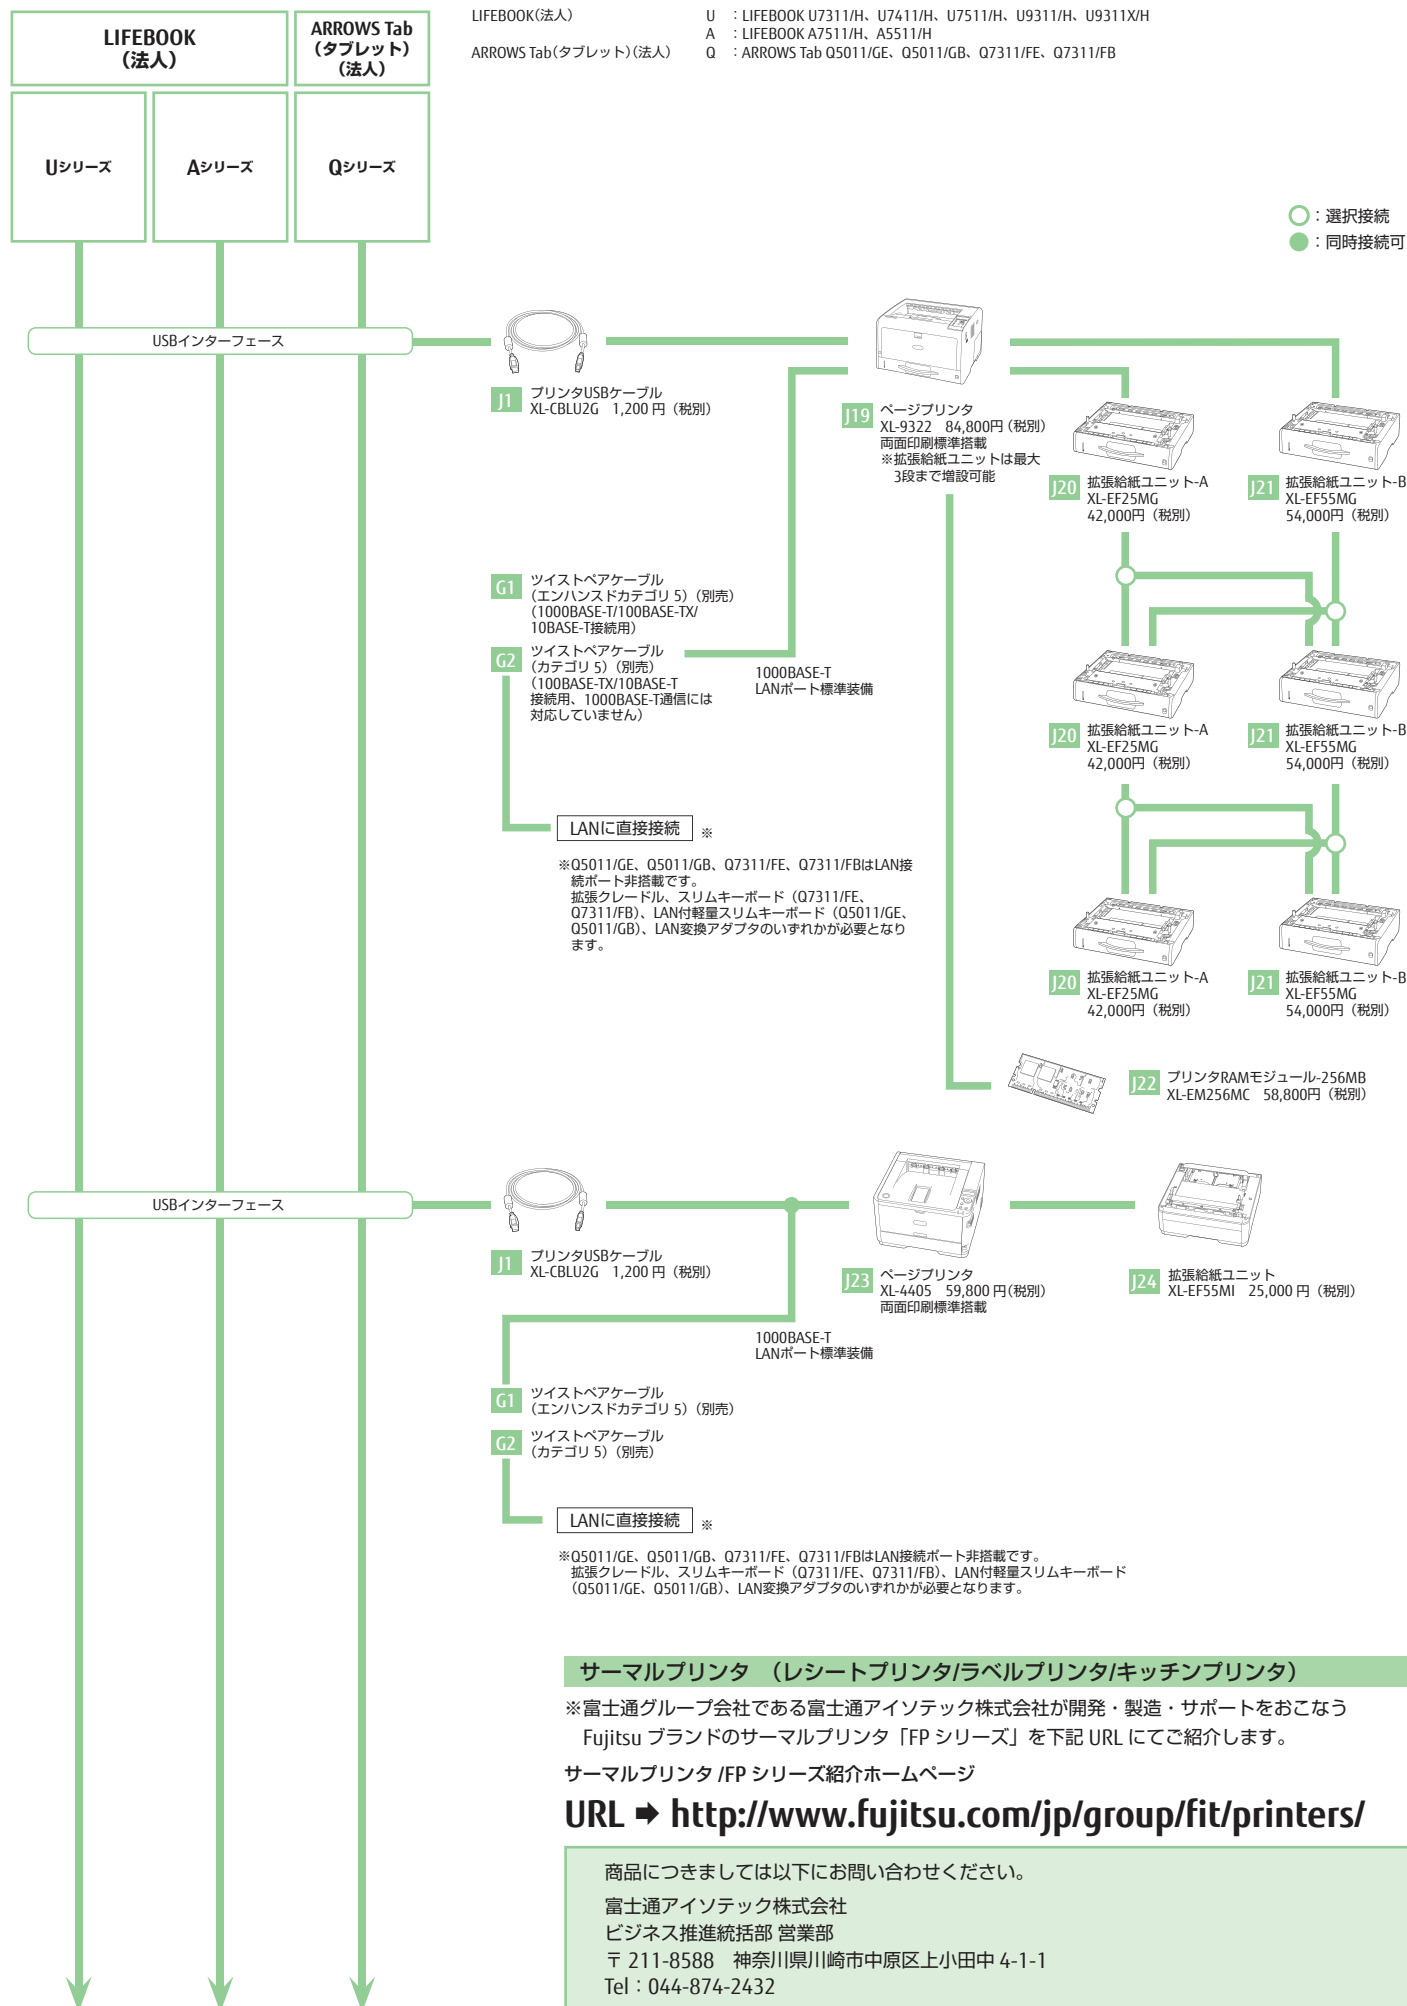 LIFEBOOK
（法人）
ARROWS Tab
（タブレット）
（法人）
LIFEBOOK(法人)　U ：LIFEBOOK U7311/H、U7411/H、U7511/H、U9311/H、U9311X/H
A ：LIFEBOOK A7511/H、A5511/H
ARROWS Tab(タブレット)(法人)　Q ：ARROWS Tab Q5011/GE、Q5011/GB、Q7311/FE、Q7311/FB
Uシリーズ
Aシリーズ
Qシリーズ
：選択接続
：同時接続可
USBインターフェース
J1 プリンタUSBケーブル
XL-CBLU2G 1,200 円（税別）
J19 ページプリンタ
XL-9322 84,800円（税別）
両面印刷標準搭載
※拡張給紙ユニットは最大
3段まで増設可能
J20 拡張給紙ユニット-A
XL-EF25MG
42,000円（税別）
J21 拡張給紙ユニット-B
XL-EF55MG
54,000円（税別）
G1 ツイストペアケーブル
（エンハンスドカテゴリ 5）（別売）
（1000BASE-T/100BASE-TX/
10BASE-T接続用）
G2 ツイストペアケーブル
（カテゴリ 5）（別売）
（100BASE-TX/10BASE-T
接続用、1000BASE-T通信には
対応していません）
1000BASE-T
LANポート標準装備
J20 拡張給紙ユニット-A
XL-EF25MG
42,000円（税別）
J21 拡張給紙ユニット-B
XL-EF55MG
54,000円（税別）
LANに直接接続 ※
※Q5011/GE、Q5011/GB、Q7311/FE、Q7311/FBはLAN接
続ポート非搭載です。
拡張クレードル、スリムキーボード（Q7311/FE、
Q7311/FB）、LAN付軽量スリムキーボード（Q5011/GE、
Q5011/GB）、LAN変換アダプタのいずれかが必要となり
ます。
J20 拡張給紙ユニット-A
XL-EF25MG
42,000円（税別）
J21 拡張給紙ユニット-B
XL-EF55MG
54,000円（税別）
J22 プリンタRAMモジュール-256MB
XL-EM256MC 58,800円（税別）
USBインターフェース
J1 プリンタUSBケーブル
XL-CBLU2G 1,200 円（税別）
J23 ページプリンタ
XL-4405 59,800 円（税別）
両面印刷標準搭載
J24 拡張給紙ユニット
XL-EF55MI 25,000 円（税別）
1000BASE-T
LANポート標準装備
G1 ツイストペアケーブル
（エンハンスドカテゴリ 5）（別売）
G2 ツイストペアケーブル
（カテゴリ 5）（別売）
LANに直接接続 ※
※Q5011/GE、Q5011/GB、Q7311/FE、Q7311/FBはLAN接続ポート非搭載です。
拡張クレードル、スリムキーボード（Q7311/FE、Q7311/FB）、LAN付軽量スリムキーボード
（Q5011/GE、Q5011/GB）、LAN変換アダプタのいずれかが必要となります。
サーマルプリンタ （レシートプリンタ/ラベルプリンタ/キッチンプリンタ）
※富士通グループ会社である富士通アイソテック株式会社が開発・製造・サポートをおこなう
Fujitsu ブランドのサーマルプリンタ「FP シリーズ」を下記 URL にてご紹介します。
サーマルプリンタ /FP シリーズ紹介ホームページ
URL ➡ http://www.fujitsu.com/jp/group/fit/printers/
商品につきましては以下にお問い合わせください。
富士通アイソテック株式会社
ビジネス推進統括部 営業部
〒 211-8588 神奈川県川崎市中原区上小田中 4-1-1
Tel：044-874-2432